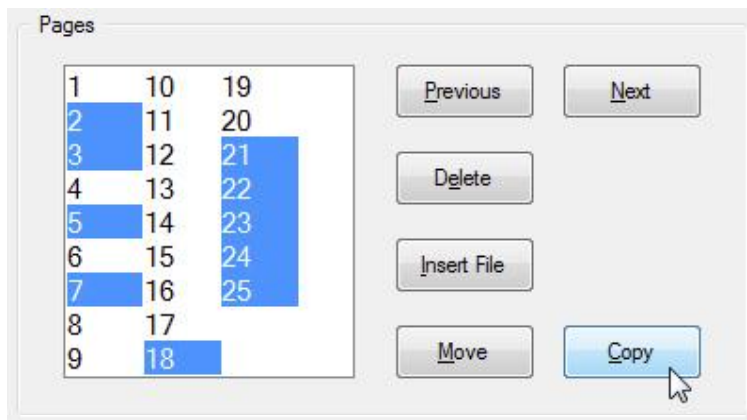 Pages
1 10 19
2 11 20
3 12 21
4 13 22
5 14 23
6 15 24
7 16 25
8 17
9 18
Previous Next
Delete
Insert File
Move Copy